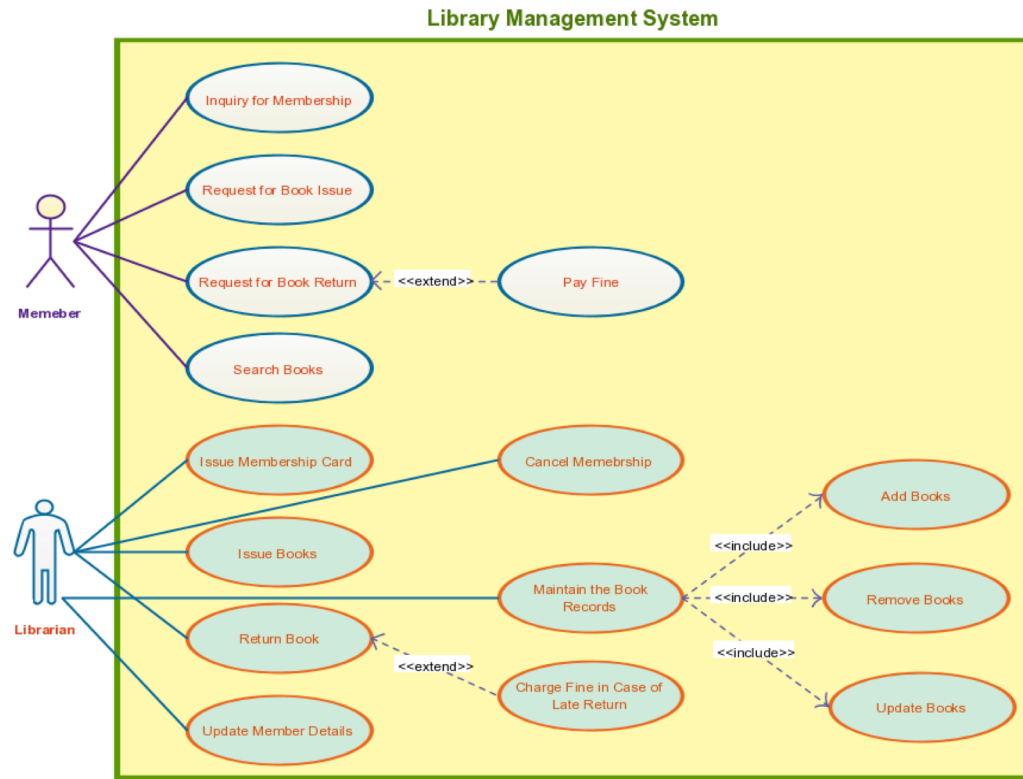 Library Management System
Inquiry for Membership
Request for Book Issue
Request for Book Return
<<extend>>
Pay Fine
Memeber
Search Books
Issue Membership Card
Cancel Memebrship
Add Books
<<include>>
Issue Books
Maintain the Book
Records
<<include>>
Remove Books
Librarian
Return Book
<<include>>
<<extend>>
Charge Fine in Case of
Late Return
Update Books
Update Member Details